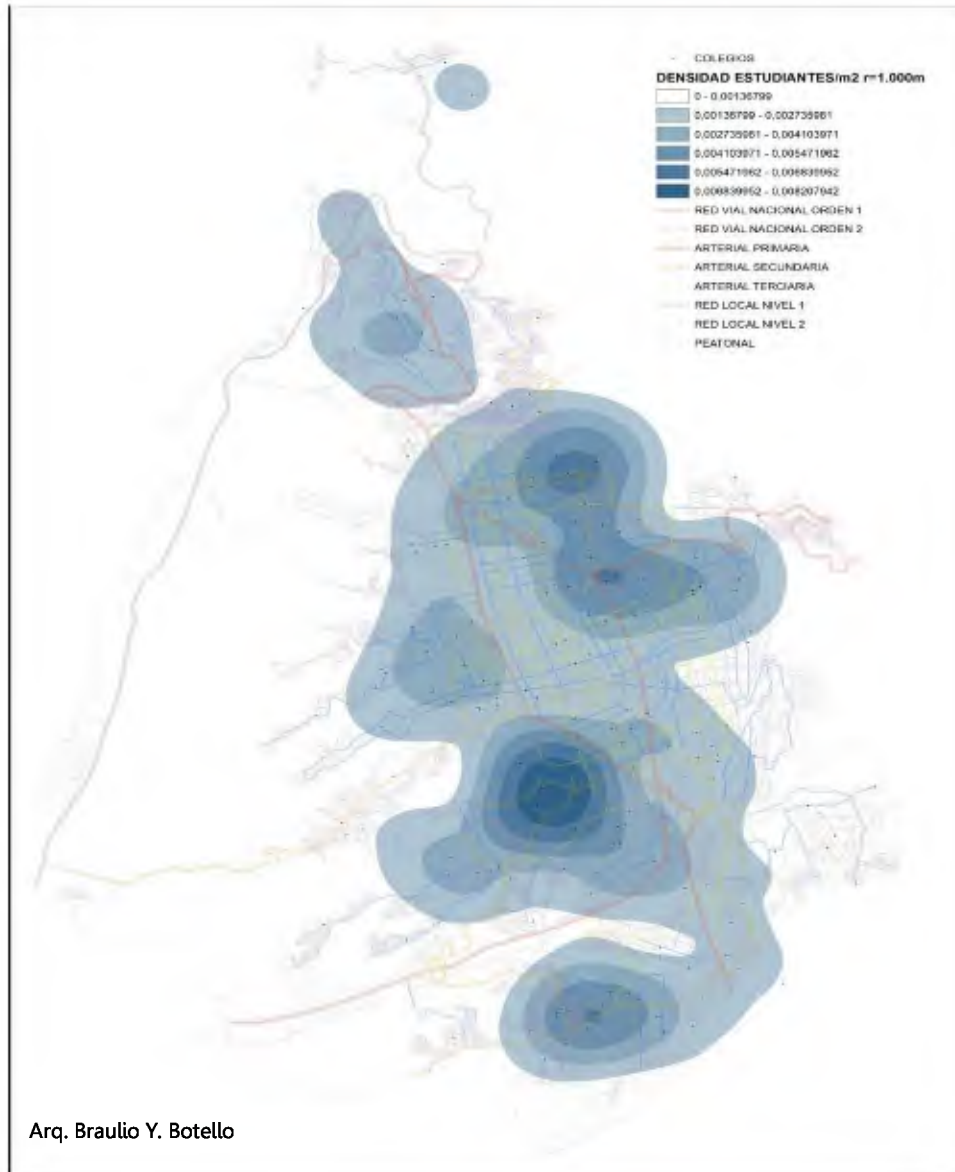 COLEGIOS
DENSIDAD ESTUDIANTES/m2 r=1.000m
0 - 0,00136799
0,00136799 - 0,002735981
0,002735981 - 0,004103971
0,004103971 - 0,005471962
0,005471962 - 0,006839952
0,006839952 - 0,008207942
RED VIAL NACIONAL ORDEN 1
RED VIAL NACIONAL ORDEN 2
ARTERIAL PRIMARIA
ARTERIAL SECUNDARIA
ARTERIAL TERCIARIA
RED LOCAL NIVEL 1
RED LOCAL NIVEL 2
PEATONAL
Arq. Braulio Y. Botello